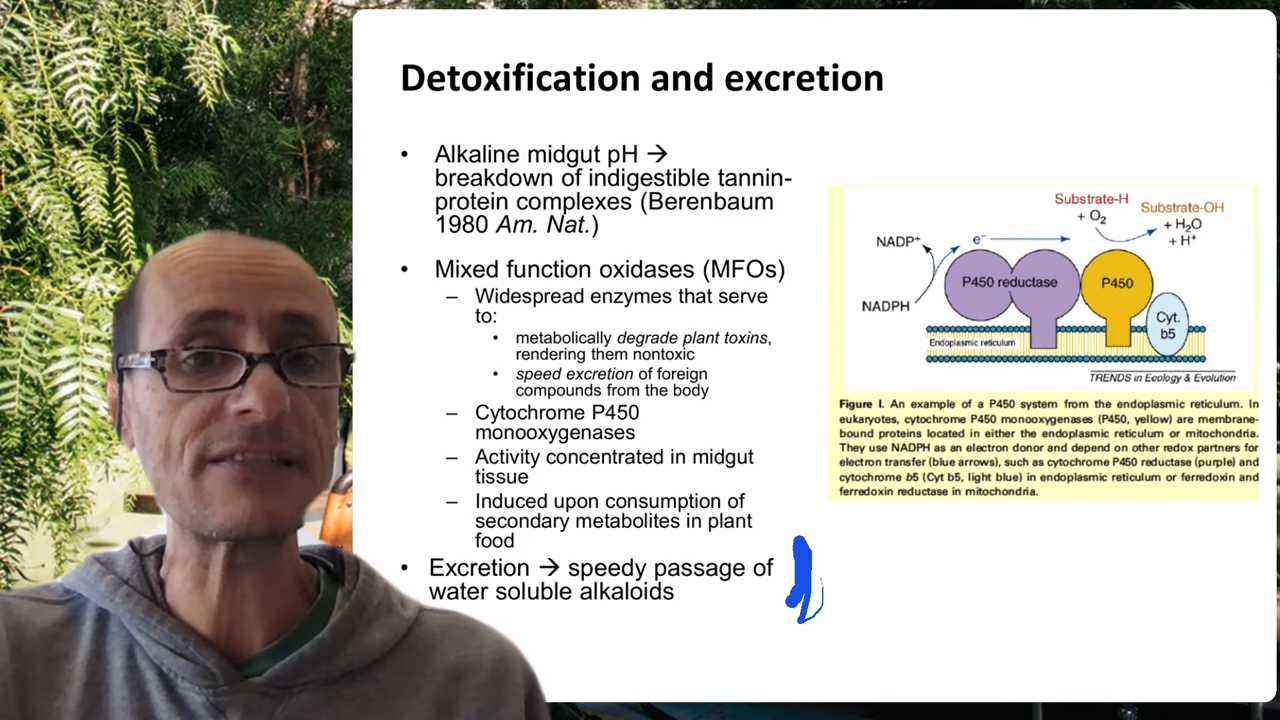 Detoxification and excretion
• Alkaline midgut pH →
breakdown of indigestible tannin-
protein complexes (Berenbaum
1980 Am. Nat.)
• Mixed function oxidases (MFOs)
– Widespread enzymes that serve
to:
• metabolically degrade plant toxins,
rendering them nontoxic
• speed excretion of foreign
compounds from the body
– Cytochrome P450
monooxygenases
– Activity concentrated in midgut
tissue
– Induced upon consumption of
secondary metabolites in plant
food
• Excretion → speedy passage of
water soluble alkaloids
Substrate-H
+ O2
Substrate-OH
+ H2O
+ H+
NADP+
e–
NADPH
P450 reductase
P450
Cyt.
b5
Endoplasmic reticulum
TRENDS in Ecology & Evolution
Figure I. An example of a P450 system from the endoplasmic reticulum. In
eukaryotes, cytochrome P450 monooxygenases (P450, yellow) are membrane-
bound proteins located in either the endoplasmic reticulum or mitochondria.
They use NADPH as an electron donor and depend on other redox partners for
electron transfer (blue arrows), such as cytochrome P450 reductase (purple) and
cytochrome b5 (Cyt b5, light blue) in endoplasmic reticulum or ferredoxin and
ferredoxin reductase in mitochondria.